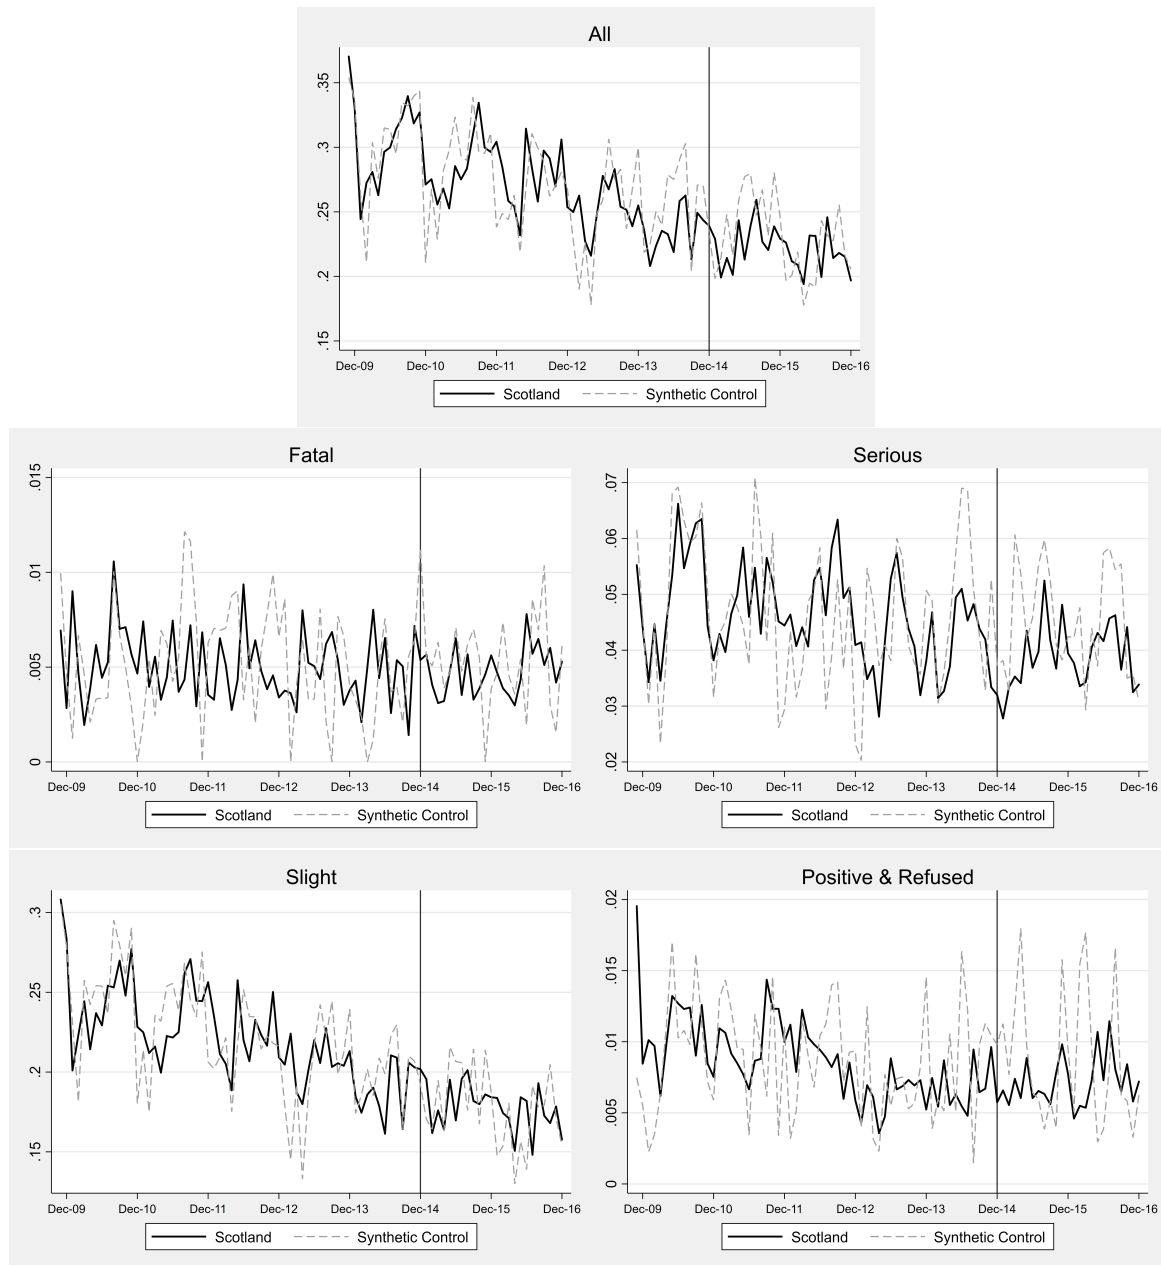 All
.35
.3
.25
.2
.15
Dec-09 Dec-10 Dec-11 Dec-12 Dec-13 Dec-14 Dec-15 Dec-16
Scotland Synthetic Control
Fatal
.015
.01
.005
0
Dec-09 Dec-10 Dec-11 Dec-12 Dec-13 Dec-14 Dec-15 Dec-16
Scotland Synthetic Control
Serious
.07
.06
.05
.04
.03
.02
Dec-09 Dec-10 Dec-11 Dec-12 Dec-13 Dec-14 Dec-15 Dec-16
Scotland Synthetic Control
Slight
.3
.25
.2
.15
Dec-09 Dec-10 Dec-11 Dec-12 Dec-13 Dec-14 Dec-15 Dec-16
Scotland Synthetic Control
Positive & Refused
.02
.015
.01
.005
0
Dec-09 Dec-10 Dec-11 Dec-12 Dec-13 Dec-14 Dec-15 Dec-16
Scotland Synthetic Control